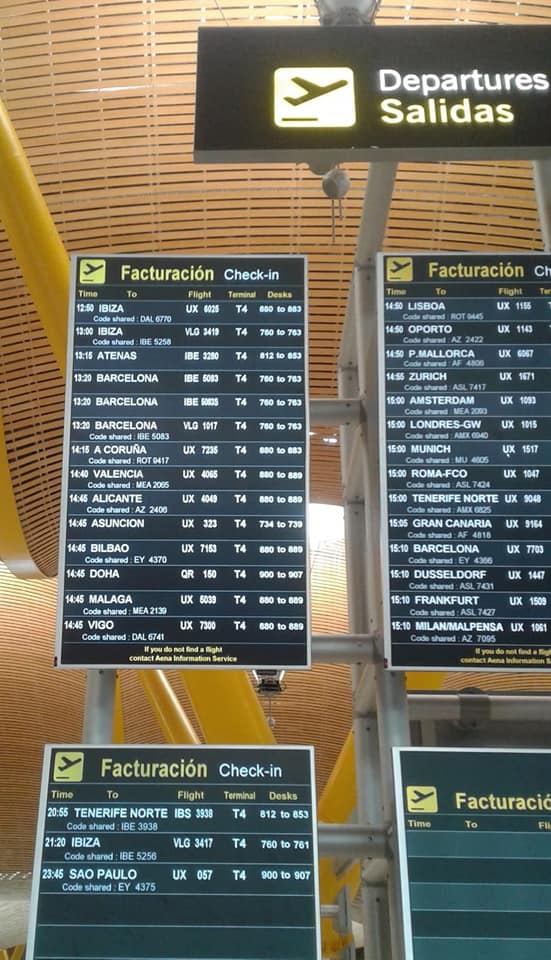 Departures
Salidas
Facturación Check-in
Time To Flight Terminal Desks
12:50 IBIZA UX 6025 T4 880 to 883
Code shared : DAL 6770
13:00 IBIZA VLG 3419 T4 760 to 763
Code shared : IBE 5258
13:15 ATENAS IBE 3280 T4 812 to 853
13:20 BARCELONA IBE 5083 T4 760 to 763
13:20 BARCELONA IBE 5083S T4 760 to 763
13:20 BARCELONA VLG 1017 T4 760 to 763
Code shared : IBE 5083
14:15 A CORUÑA UX 7235 T4 880 to 883
Code shared : ROT 9417
14:40 VALENCIA UX 4065 T4 880 to 889
Code shared : MEA 2065
14:45 ALICANTE UX 4049 T4 880 to 889
Code shared : AZ 2406
14:45 ASUNCION UX 323 T4 734 to 739
14:45 BILBAO UX 7153 T4 880 to 889
Code shared : EY 4370
14:45 DOHA QR 150 T4 900 to 907
14:45 MALAGA UX 5039 T4 880 to 889
Code shared : MEA 2139
14:45 VIGO UX 7300 T4 880 to 889
Code shared : DAL 6741
If you do not find a flight
contact Aena Information Service
Facturación Check-in
Time To Flight Ter
14:50 LISBOA UX 1155
Code shared : ROT 9445
14:50 OPORTO UX 1143
Code shared : AZ 2422
14:50 P.MALLORCA UX 6067
Code shared : AF 4806
14:55 ZURICH UX 1671
Code shared : ASL 7417
15:00 AMSTERDAM UX 1093
Code shared : MEA 2093
15:00 LONDRES-GW UX 1015
Code shared : AMX 6940
15:00 MUNICH UX 1517
Code shared : MU 4605
15:00 ROMA-FCO UX 1047
Code shared : ASL 7424
15:00 TENERIFE NORTE UX 9048
Code shared : AMX 6825
15:05 GRAN CANARIA UX 9164
Code shared : AF 4818
15:10 BARCELONA UX 7703
Code shared : EY 4366
15:10 DUSSELDORF UX 1447
Code shared : ASL 7431
15:10 FRANKFURT UX 1509
Code shared : ASL 7427
15:10 MILAN/MALPENSA UX 1061
Code shared : AZ 7095
If you do not find a fl
contact Aena Information S
Facturación Check-in
Time To Flight Terminal Desks
20:55 TENERIFE NORTE IBS 3938 T4 812 to 853
Code shared : IBE 3938
21:20 IBIZA VLG 3417 T4 760 to 761
Code shared : IBE 5256
23:45 SAO PAULO UX 057 T4 900 to 907
Code shared : EY 4375
Facturació
Time To Fli